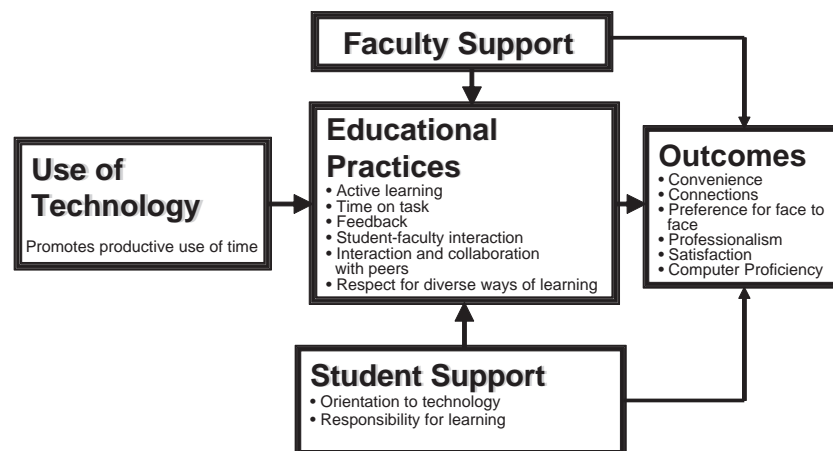 Faculty Support
Use of
Technology
Promotes productive use of time
Educational
Practices
• Active learning
• Time on task
• Feedback
• Student-faculty interaction
• Interaction and collaboration
with peers
• Respect for diverse ways of learning
Outcomes
• Convenience
• Connections
• Preference for face to
face
• Professionalism
• Satisfaction
• Computer Proficiency
Student Support
• Orientation to technology
• Responsibility for learning